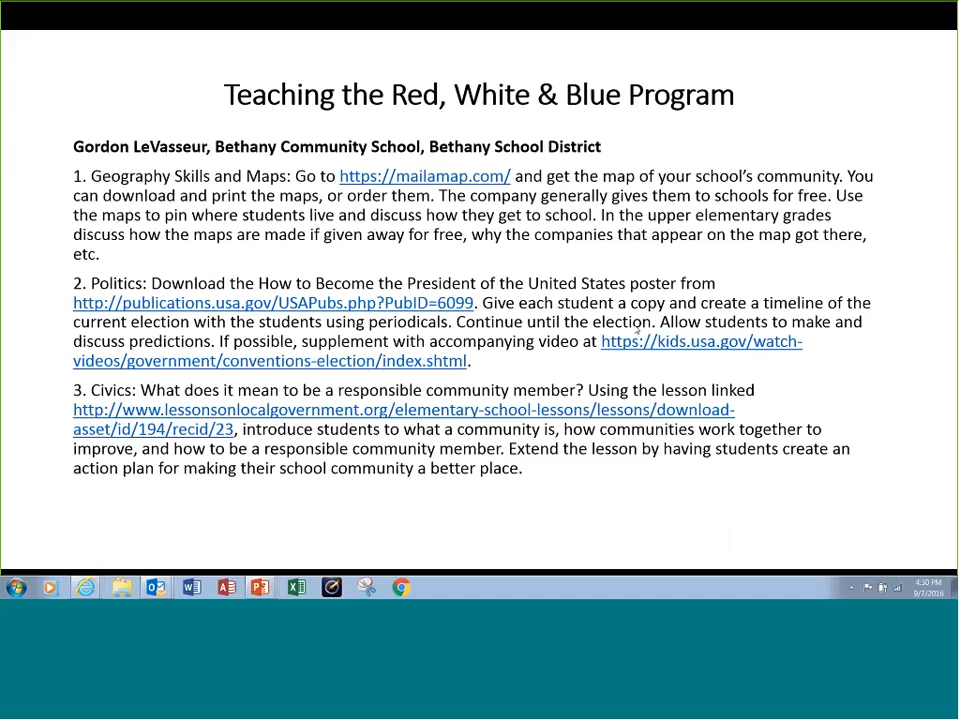 Teaching the Red, White & Blue Program
Gordon LeVasseur, Bethany Community School, Bethany School District
1. Geography Skills and Maps: Go to https://mailamap.com/ and get the map of your school's community. You
can download and print the maps, or order them. The company generally gives them to schools for free. Use
the maps to pin where students live and discuss how they get to school. In the upper elementary grades
discuss how the maps are made if given away for free, why the companies that appear on the map got there,
etc.
2. Politics: Download the How to Become the President of the United States poster from
http://publications.usa.gov/USAPubs.php?PubID=6099. Give each student a copy and create a timeline of the
current election with the students using periodicals. Continue until the election. Allow students to make and
discuss predictions. If possible, supplement with accompanying video at https://kids.usa.gov/watch-
videos/government/conventions-election/index.shtml.
3. Civics: What does it mean to be a responsible community member? Using the lesson linked
http://www.lessonsonlocalgovernment.org/elementary-school-lessons/lessons/download-
asset/id/194/recid/23, introduce students to what a community is, how communities work together to
improve, and how to be a responsible community member. Extend the lesson by having students create an
action plan for making their school community a better place.
4:30 PM
9/7/2016